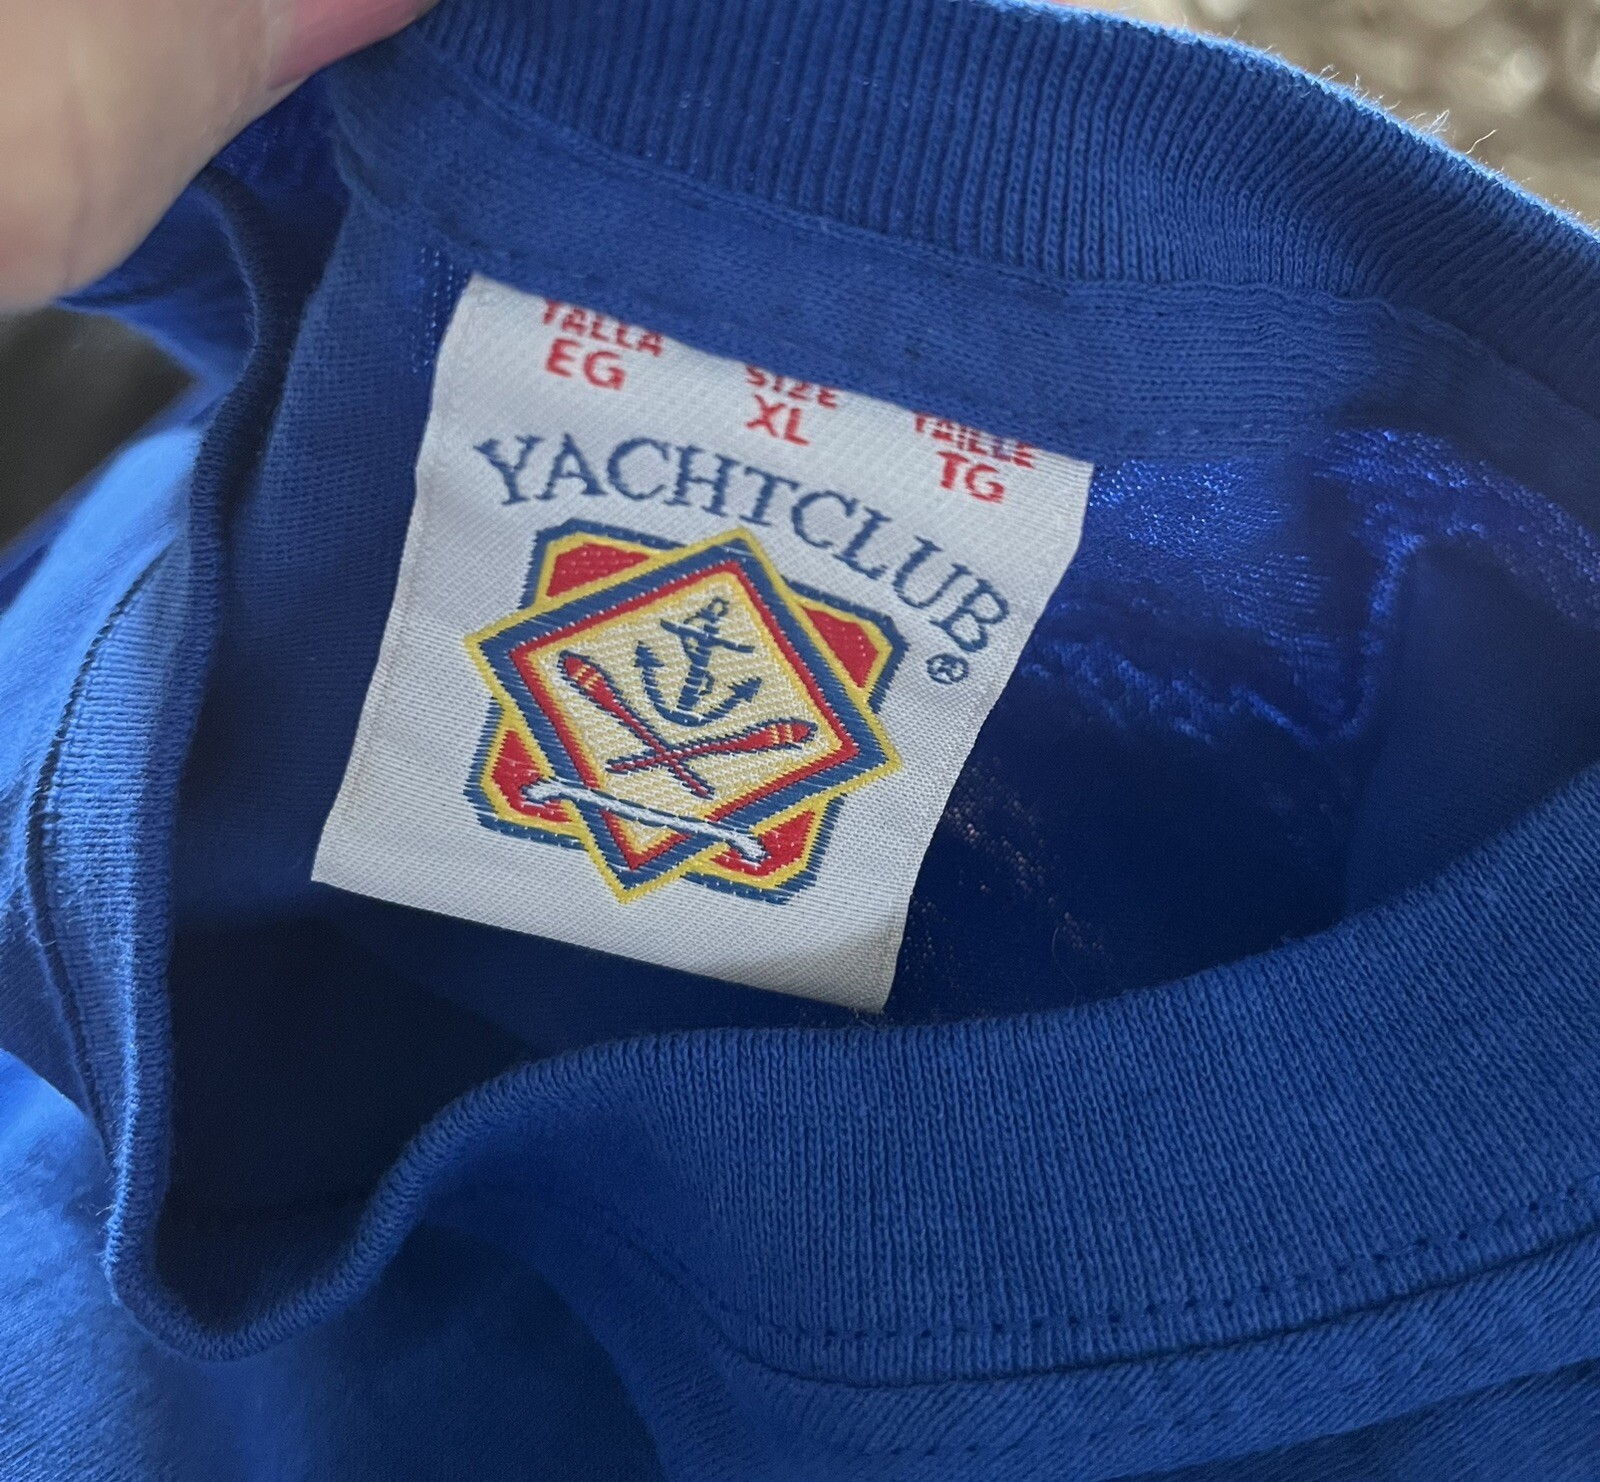 TALLA SIZE TAILLE
EG XL TG
YACHTCLUB®